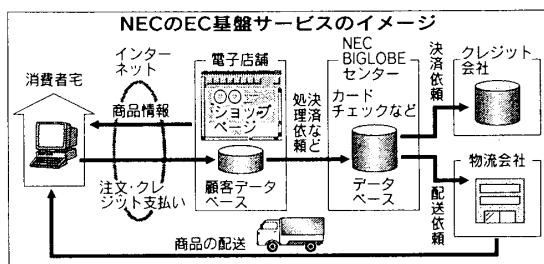 NECのEC基盤サービスのイメージ
消費者宅
インター
ネット
商品情報
注文・クレ
ジット支払い
電子店舗
○○
ショップ
ページ
顧客データ
ベース
決済など
処理依頼
NEC
BIGLOBE
センター
カード
チェックなど
データ
ベース
決済依頼
クレジット
会社
物流会社
配送依頼
商品の配送